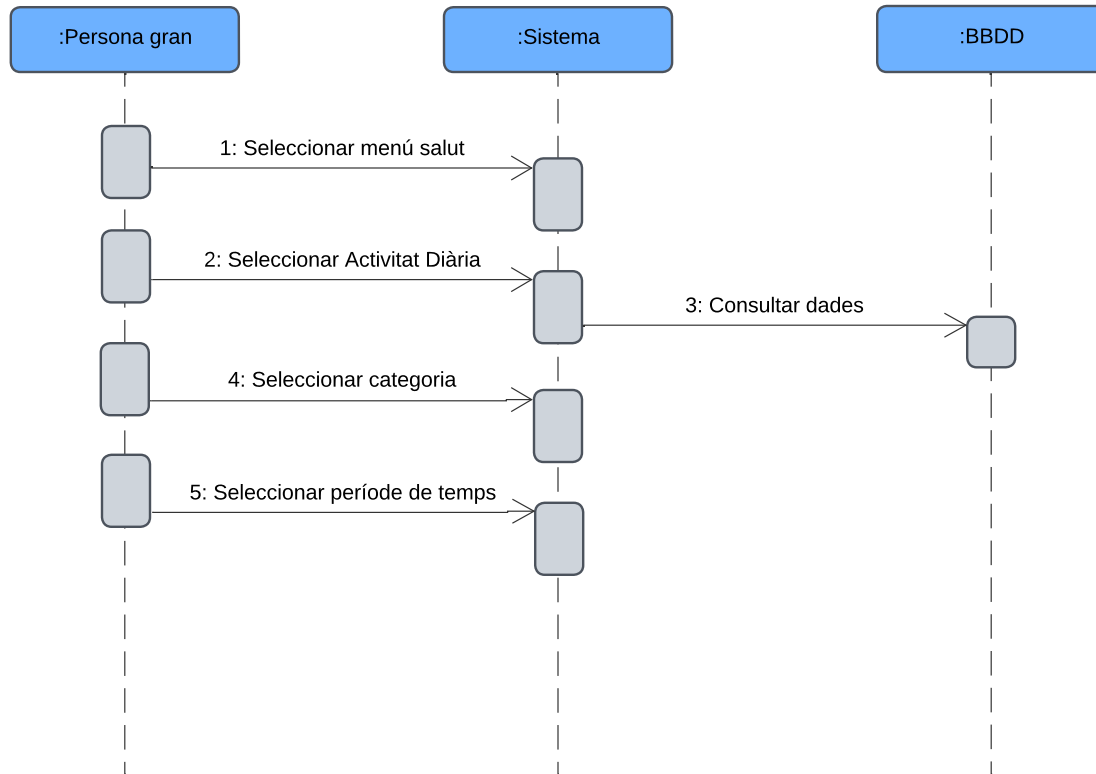 :Persona gran
:Sistema
:BBDD
1: Seleccionar menú salut
2: Seleccionar Activitat Diària
3: Consultar dades
4: Seleccionar categoria
5: Seleccionar període de temps